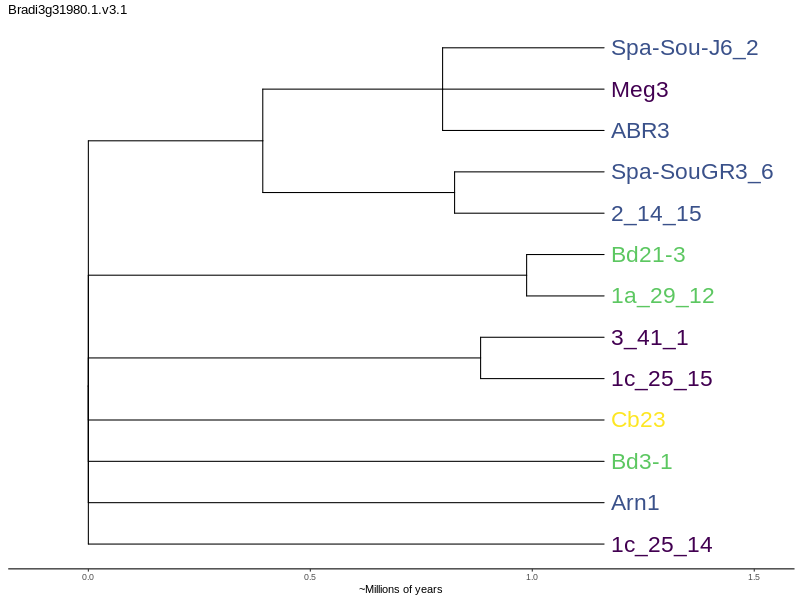 Bradi3g31980.1.v3.1
Spa-Sou-J6_2
Meg3
ABR3
Spa-SouGR3_6
2_14_15
Bd21-3
1a_29_12
3_41_1
1c_25_15
Cb23
Bd3-1
Arn1
1c_25_14
0.0 0.5 1.0 1.5
~Millions of years